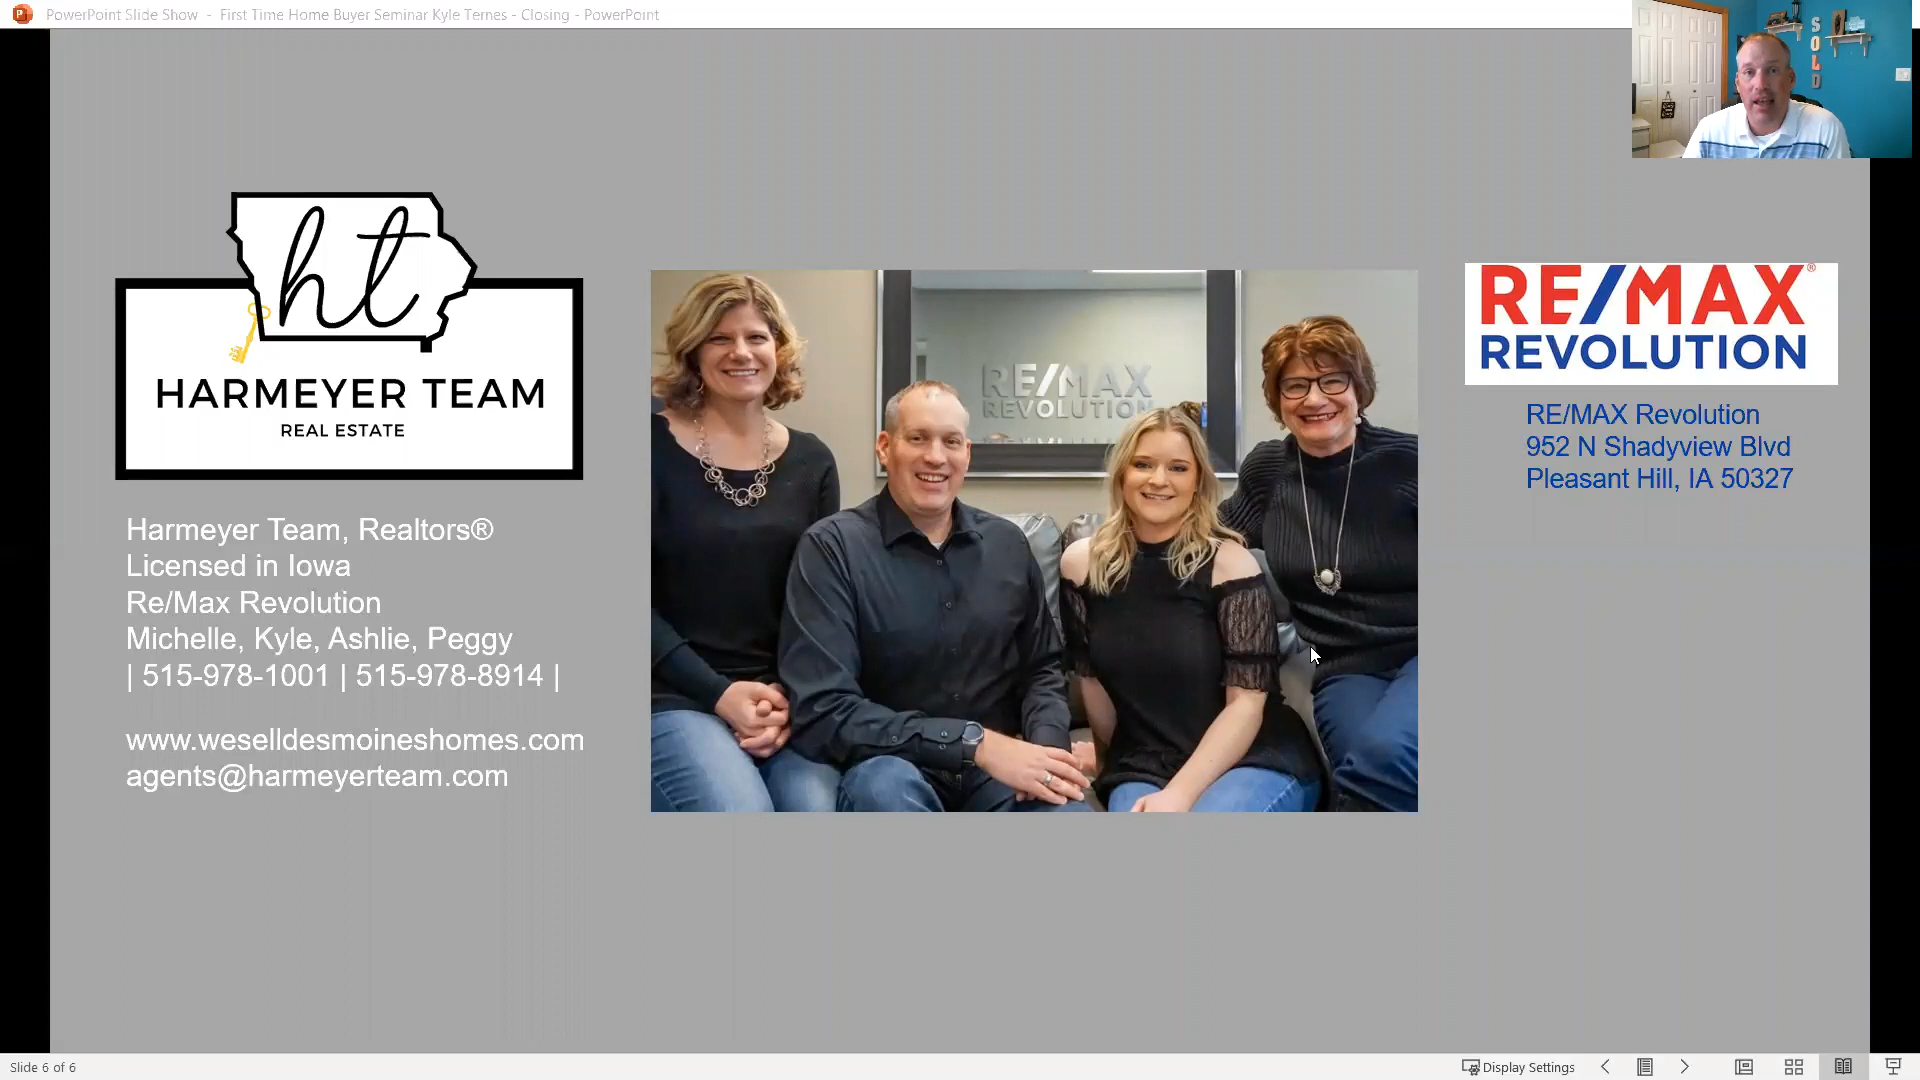 PowerPoint Slide Show - First Time Home Buyer Seminar Kyle Ternes - Closing - PowerPoint
SOLD
ht
HARMEYER TEAM
REAL ESTATE
Harmeyer Team, Realtors®
Licensed in Iowa
Re/Max Revolution
Michelle, Kyle, Ashlie, Peggy
| 515-978-1001 | 515-978-8914 |
www.weselldesmoineshomes.com
agents@harmeyerteam.com
RE/MAX
REVOLUTION
RE/MAX®
REVOLUTION
RE/MAX Revolution
952 N Shadyview Blvd
Pleasant Hill, IA 50327
Slide 6 of 6
Display Settings